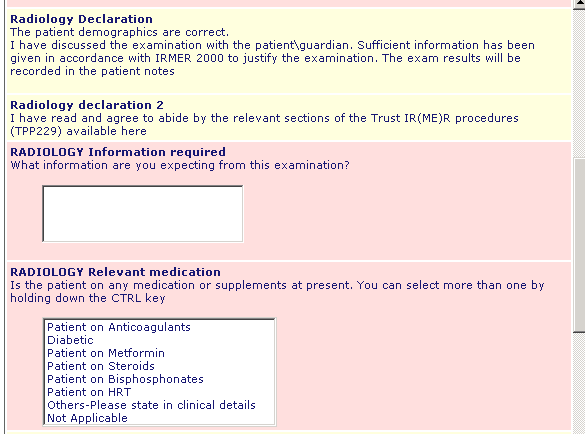 Radiology Declaration
The patient demographics are correct.
I have discussed the examination with the patient\guardian. Sufficient information has been
given in accordance with IRMER 2000 to justify the examination. The exam results will be
recorded in the patient notes
Radiology declaration 2
I have read and agree to abide by the relevant sections of the Trust IR(ME)R procedures
(TPP229) available here
RADIOLOGY Information required
What information are you expecting from this examination?
RADIOLOGY Relevant medication
Is the patient on any medication or supplements at present. You can select more than one by
holding down the CTRL key
Patient on Anticoagulants
Diabetic
Patient on Metformin
Patient on Steroids
Patient on Bisphosphonates
Patient on HRT
Others-Please state in clinical details
Not Applicable